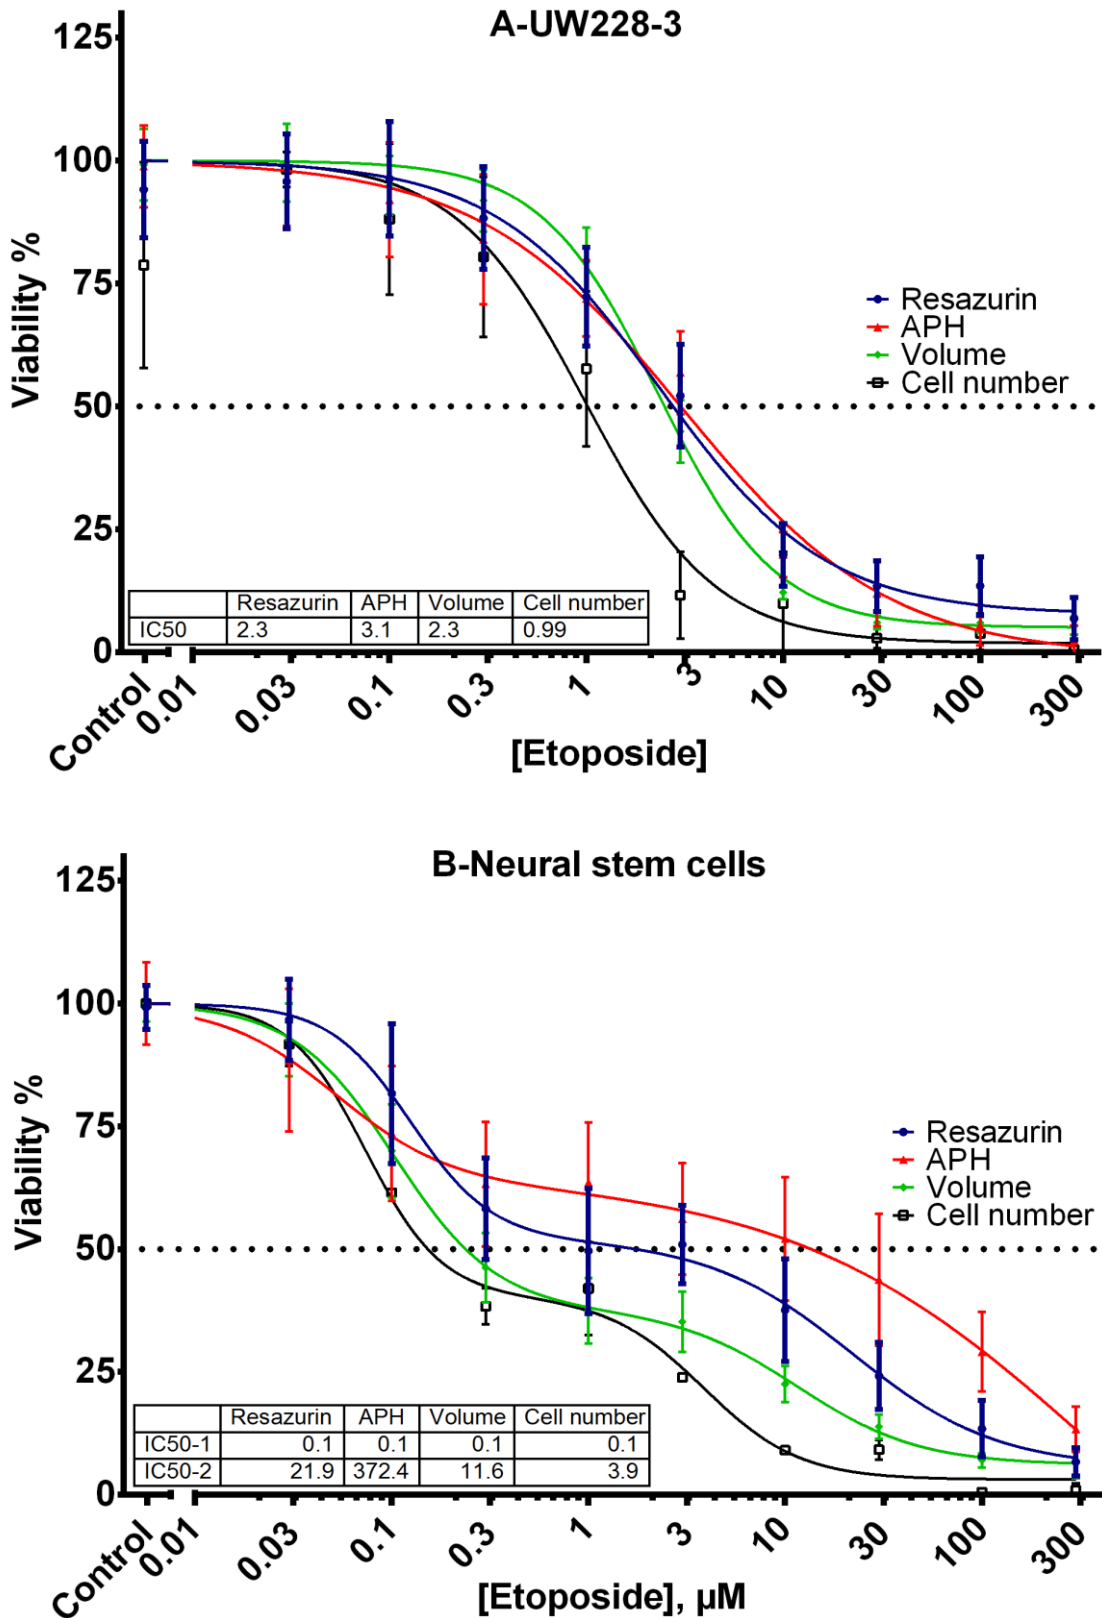 A-UW228-3
125
100
75
50
25
0
Viability %
Resazurin
APH
Volume
Cell number
Resazurin APH Volume Cell number
IC50 2.3 3.1 2.3 0.99
Control 0.01 0.03 0.1 0.3 1 3 10 30 100 300
[Etoposide]
B-Neural stem cells
125
100
75
50
25
0
Viability %
Resazurin
APH
Volume
Cell number
Resazurin APH Volume Cell number
IC50-1 0.1 0.1 0.1 0.1
IC50-2 21.9 372.4 11.6 3.9
Control 0.01 0.03 0.1 0.3 1 3 10 30 100 300
[Etoposide], µM